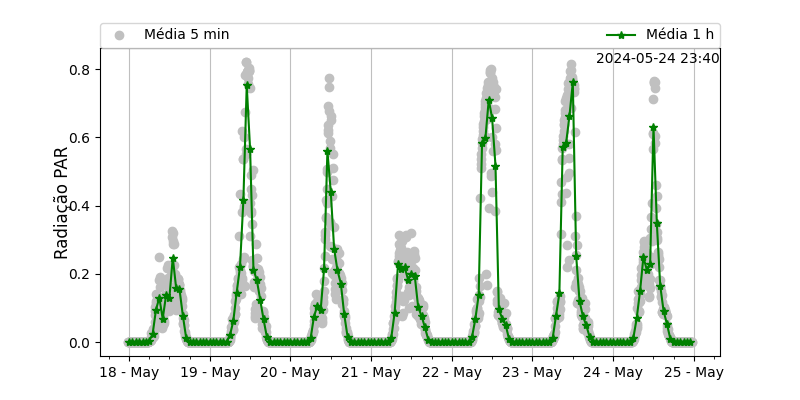 Média 5 min
Média 1 h
2024-05-24 23:40
Radiação PAR
0.8
0.6
0.4
0.2
0.0
18 - May
19 - May
20 - May
21 - May
22 - May
23 - May
24 - May
25 - May